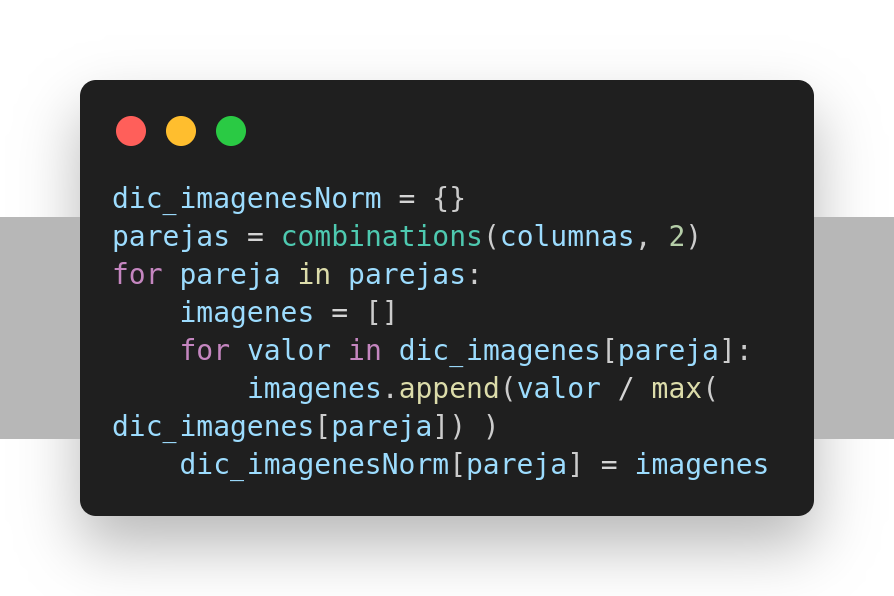 dic_imagenesNorm = {}
parejas = combinations(columnas, 2)
for pareja in parejas:
    imagenes = []
    for valor in dic_imagenes[pareja]:
        imagenes.append(valor / max(
dic_imagenes[pareja]) )
    dic_imagenesNorm[pareja] = imagenes